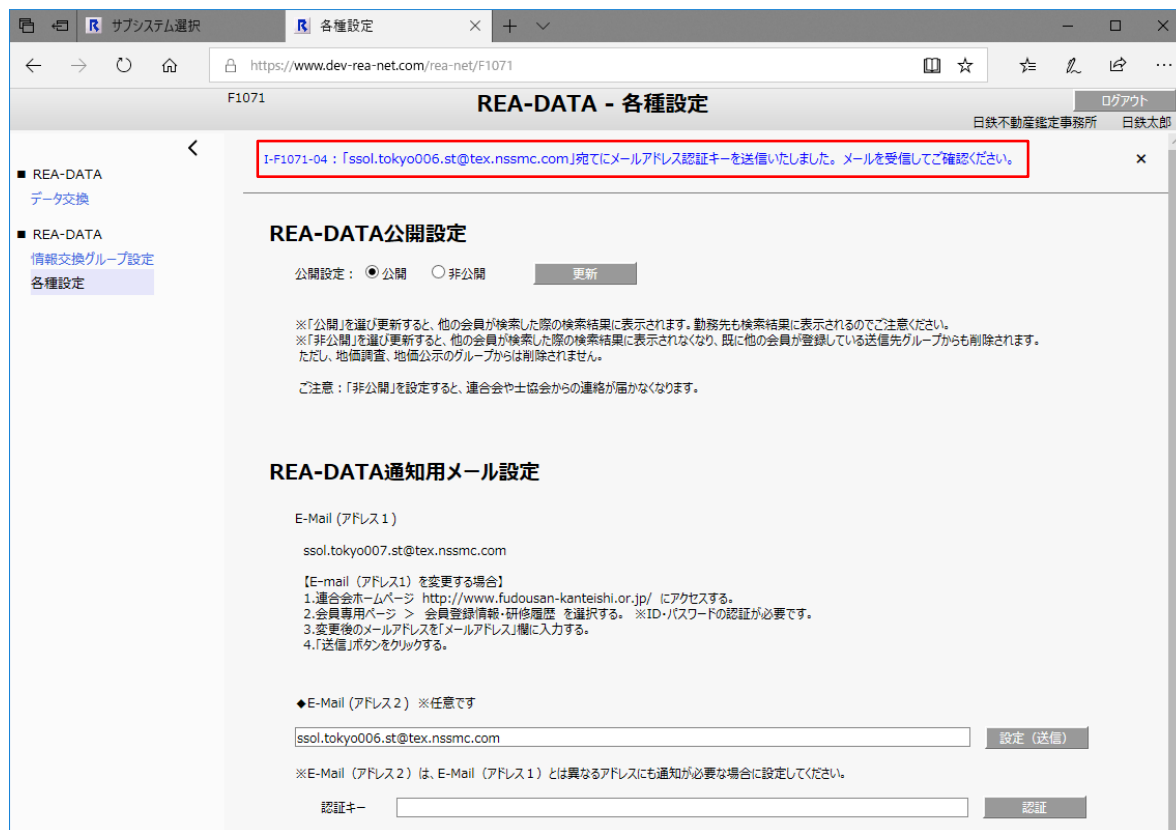 サブシステム選択
各種設定
https://www.dev-rea-net.com/rea-net/F1071
F1071
REA-DATA - 各種設定
ログアウト
日鉄不動産鑑定事務所 日鉄太郎
I-F1071-04：「ssol.tokyo006.st@tex.nssmc.com」宛てにメールアドレス認証キーを送信いたしました。メールを受信してご確認ください。
■ REA-DATA
データ交換
■ REA-DATA
情報交換グループ設定
各種設定
REA-DATA公開設定
公開設定： 公開 非公開 更新
※「公開」を選び更新すると、他の会員が検索した際の検索結果に表示されます。勤務先も検索結果に表示されるのでご注意ください。
※「非公開」を選び更新すると、他の会員が検索した際の検索結果に表示されなくなり、既に他の会員が登録している送信先グループからも削除されます。
ただし、地価調査、地価公示のグループからは削除されません。
ご注意：「非公開」を設定すると、連合会や士協会からの連絡が届かなくなります。
REA-DATA通知用メール設定
E-Mail (アドレス１)
ssol.tokyo007.st@tex.nssmc.com
【E-mail（アドレス1）を変更する場合】
1.連合会ホームページ http://www.fudousan-kanteishi.or.jp/ にアクセスする。
2.会員専用ページ ＞ 会員登録情報・研修履歴 を選択する。 ※ID・パスワードの認証が必要です。
3.変更後のメールアドレスを「メールアドレス」欄に入力する。
4.「送信」ボタンをクリックする。
◆E-Mail (アドレス２) ※任意です
ssol.tokyo006.st@tex.nssmc.com 設定（送信）
※E-Mail（アドレス２）は、E-Mail（アドレス１）とは異なるアドレスにも通知が必要な場合に設定してください。
認証キー 認証